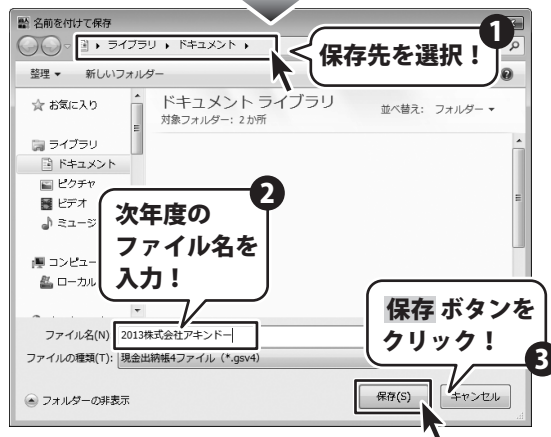 名前を付けて保存
ライブラリ ▸ ドキュメント ▸
1
保存先を選択！
整理 ▼ 新しいフォルダー
お気に入り
ライブラリ
ドキュメント
ピクチャ
ビデオ
ミュージ
コンピュー
ローカル
ドキュメント ライブラリ
対象フォルダー: 2か所
並べ替え: フォルダー ▼
2
次年度の
ファイル名を
入力！
ファイル名(N)
2013株式会社アキンドー
ファイルの種類(T): 現金出納帳4ファイル (*.gsv4)
保存 ボタンを
クリック！
3
フォルダーの非表示
保存(S)
キャンセル